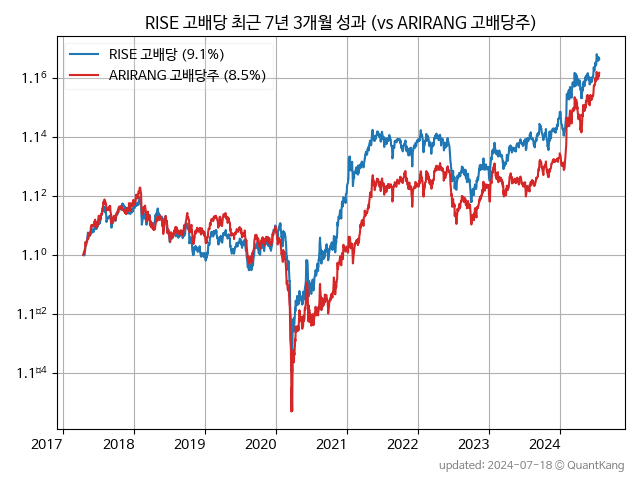 RISE 고배당 최근 7년 3개월 성과 (vs ARIRANG 고배당주)
RISE 고배당 (9.1%)
ARIRANG 고배당주 (8.5%)
1.1⁶
1.1⁴
1.1²
1.1⁰
1.1¤²
1.1¤⁴
2017 2018 2019 2020 2021 2022 2023 2024
updated: 2024-07-18 © QuantKang